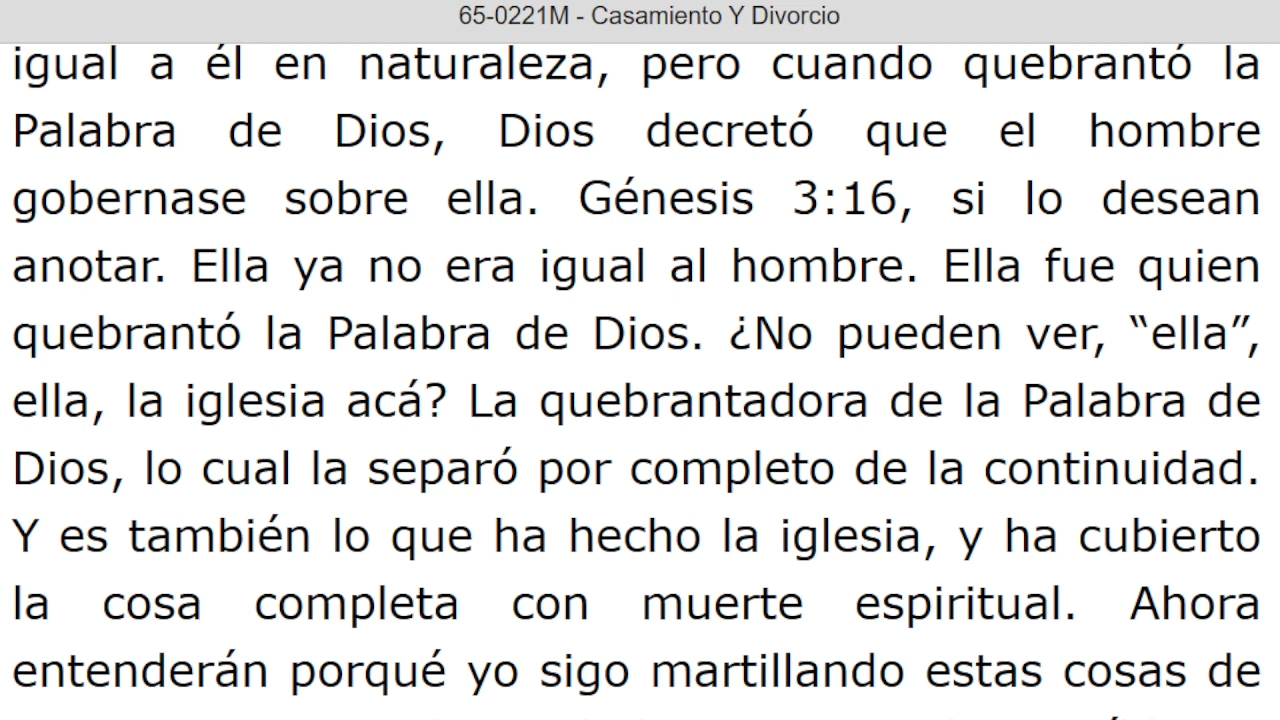 65-0221M - Casamiento Y Divorcio
igual a él en naturaleza, pero cuando quebrantó la
Palabra de Dios, Dios decretó que el hombre
gobernase sobre ella. Génesis 3:16, si lo desean
anotar. Ella ya no era igual al hombre. Ella fue quien
quebrantó la Palabra de Dios. ¿No pueden ver, “ella”,
ella, la iglesia acá? La quebrantadora de la Palabra de
Dios, lo cual la separó por completo de la continuidad.
Y es también lo que ha hecho la iglesia, y ha cubierto
la cosa completa con muerte espiritual. Ahora
entenderán porqué yo sigo martillando estas cosas de